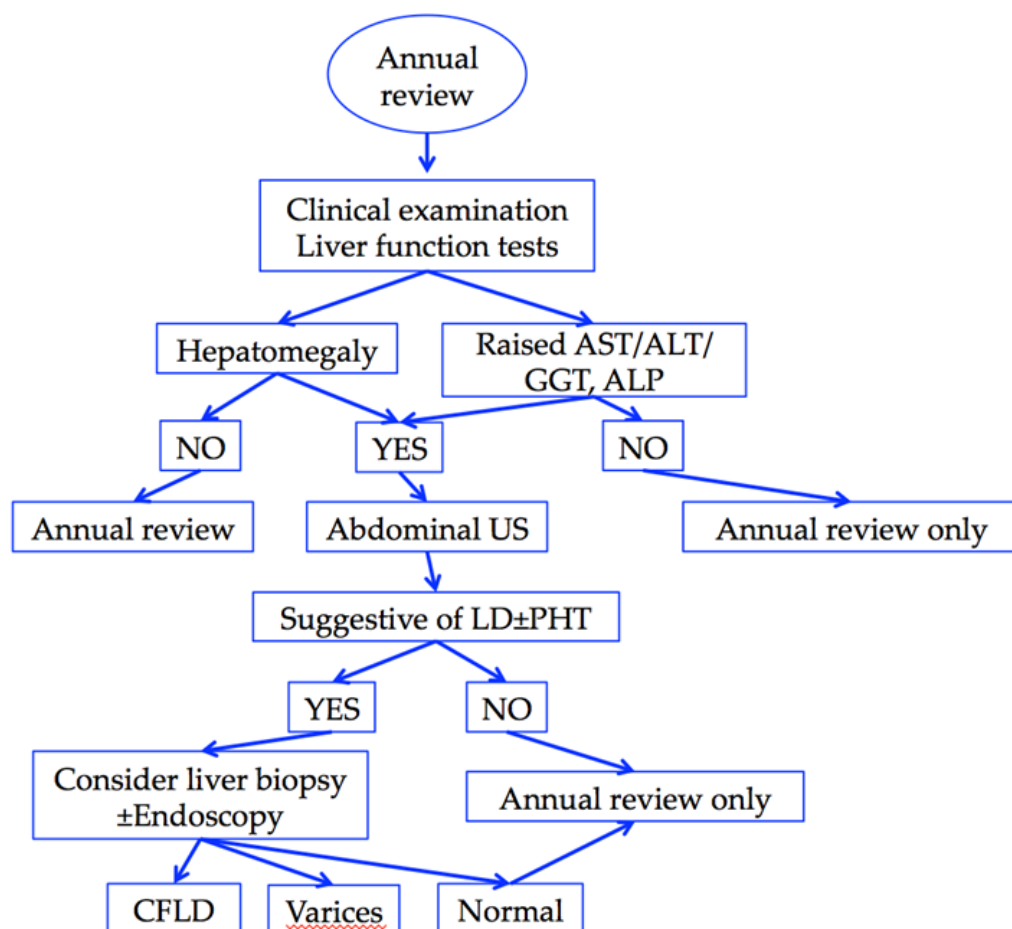 Annual
review
Clinical examination
Liver function tests
Hepatomegaly
Raised AST/ALT/
GGT, ALP
NO
YES
NO
Annual review
Abdominal US
Annual review only
Suggestive of LD±PHT
YES
NO
Consider liver biopsy
±Endoscopy
Annual review only
CFLD
Varices
Normal